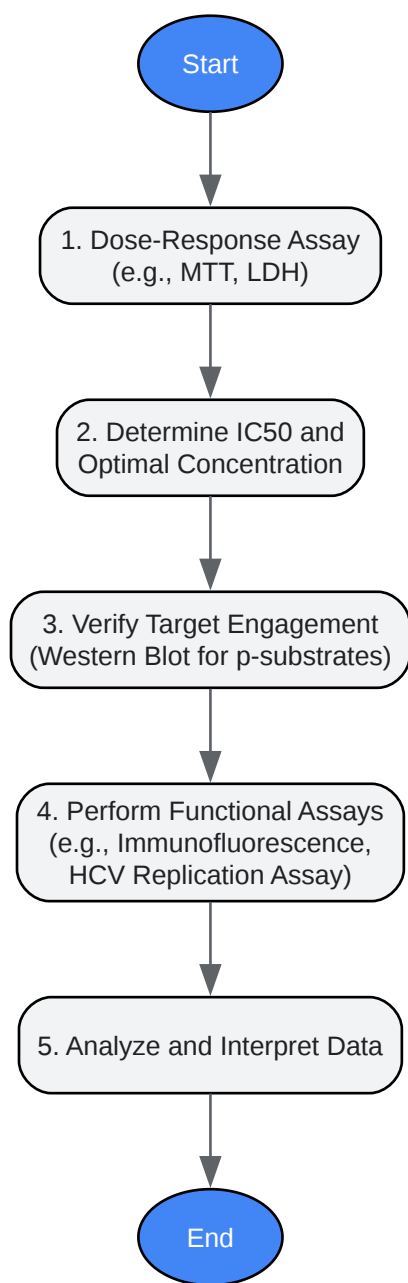 Start
1. Dose-Response Assay
(e.g., MTT, LDH)
2. Determine IC50 and
Optimal Concentration
3. Verify Target Engagement
(Western Blot for p-substrates)
4. Perform Functional Assays
(e.g., Immunofluorescence,
HCV Replication Assay)
5. Analyze and Interpret Data
End